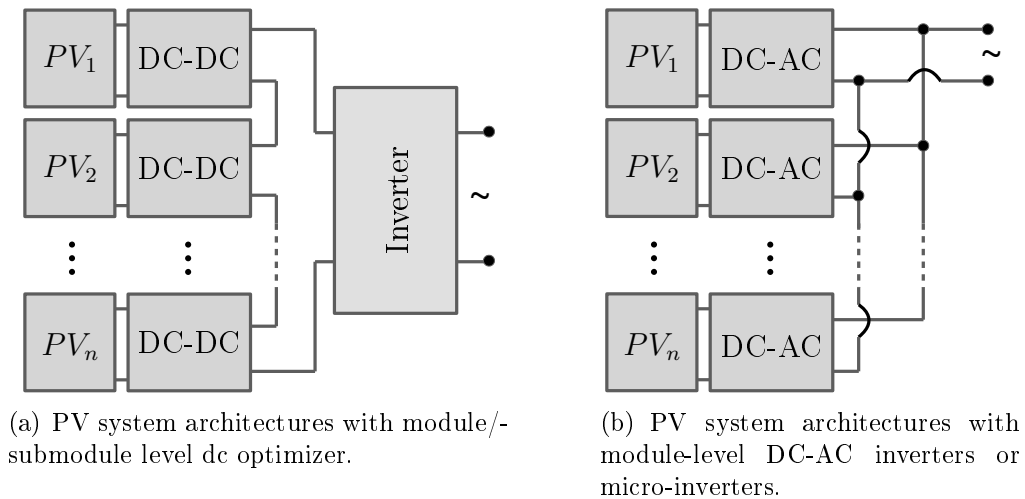 PV₁ DC-DC
PV₂ DC-DC
⋮ ⋮
PVₙ DC-DC
Inverter
~
(a) PV system architectures with module/-
submodule level dc optimizer.
PV₁ DC-AC
~
PV₂ DC-AC
⋮ ⋮
PVₙ DC-AC
(b) PV system architectures with
module-level DC-AC inverters or
micro-inverters.